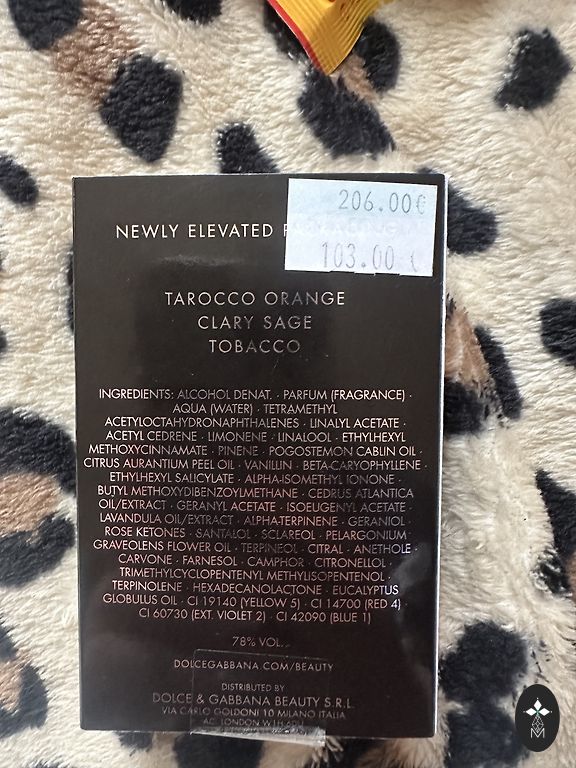 206.00€
NEWLY ELEVATED PACKAGING
103.00 €
TAROCCO ORANGE
CLARY SAGE
TOBACCO
INGREDIENTS: ALCOHOL DENAT. · PARFUM (FRAGRANCE) ·
AQUA (WATER) · TETRAMETHYL
ACETYLOCTAHYDRONAPHTHALENES · LINALYL ACETATE ·
ACETYL CEDRENE · LIMONENE · LINALOOL · ETHYLHEXYL
METHOXYCINNAMATE · PINENE · POGOSTEMON CABLIN OIL ·
CITRUS AURANTIUM PEEL OIL · VANILLIN · BETA-CARYOPHYLLENE ·
ETHYLHEXYL SALICYLATE · ALPHA-ISOMETHYL IONONE ·
BUTYL METHOXYDIBENZOYLMETHANE · CEDRUS ATLANTICA
OIL/EXTRACT · GERANYL ACETATE · ISOEUGENYL ACETATE ·
LAVANDULA OIL/EXTRACT · ALPHA-TERPINENE · GERANIOL ·
ROSE KETONES · SANTALOL · SCLAREOL · PELARGONIUM
GRAVEOLENS FLOWER OIL · TERPINEOL · CITRAL · ANETHOLE ·
CARVONE · FARNESOL · CAMPHOR · CITRONELLOL ·
TRIMETHYLCYCLOPENTENYL METHYLISOPENTENOL ·
TERPINOLENE · HEXADECANOLACTONE · EUCALYPTUS
GLOBULUS OIL · CI 19140 (YELLOW 5) · CI 14700 (RED 4) ·
CI 60730 (EXT. VIOLET 2) · CI 42090 (BLUE 1)
78% VOL.
DOLCEGABBANA.COM/BEAUTY
DISTRIBUTED BY
DOLCE & GABBANA BEAUTY S.R.L.
VIA CARLO GOLDONI 10 MILANO ITALIA
AC. LONDON W1H